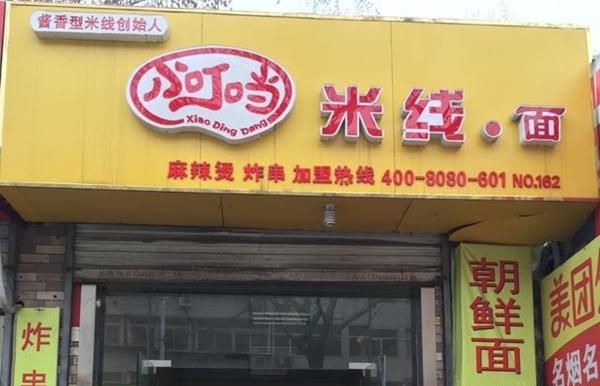 酱香型米线创始人
小叮当
Xiao Ding Dang
米线·面
麻辣烫 炸串 加盟热线 400-8080-601 NO.162
炸串
朝鲜面
美团
名烟名